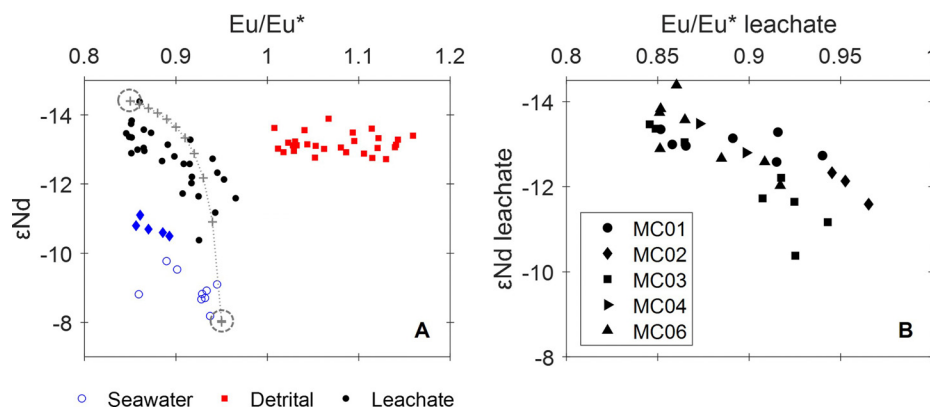 Eu/Eu*
0.8 0.9 1 1.1 1.2
-14
-12
-10
-8
εNd
A
Seawater Detrital Leachate
Eu/Eu* leachate
0.8 0.85 0.9 0.95 1
-14
-12
-10
-8
εNd leachate
MC01
MC02
MC03
MC04
MC06
B